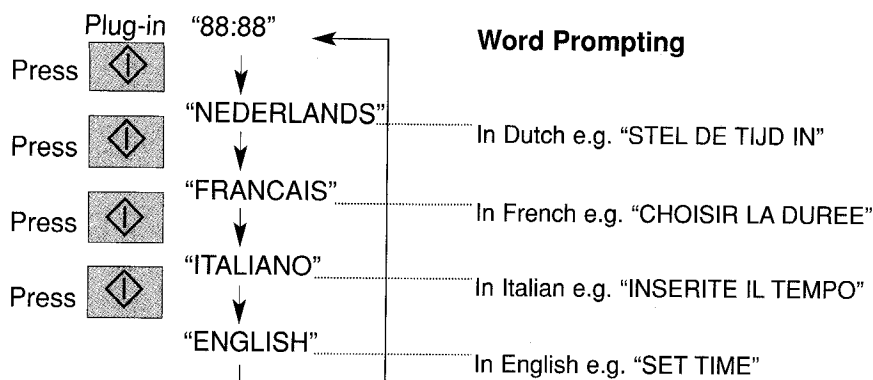 Plug-in "88:88" Word Prompting
Press
"NEDERLANDS" In Dutch e.g. "STEL DE TIJD IN"
Press
"FRANCAIS" In French e.g. "CHOISIR LA DUREE"
Press
"ITALIANO" In Italian e.g. "INSERITE IL TEMPO"
Press
"ENGLISH" In English e.g. "SET TIME"